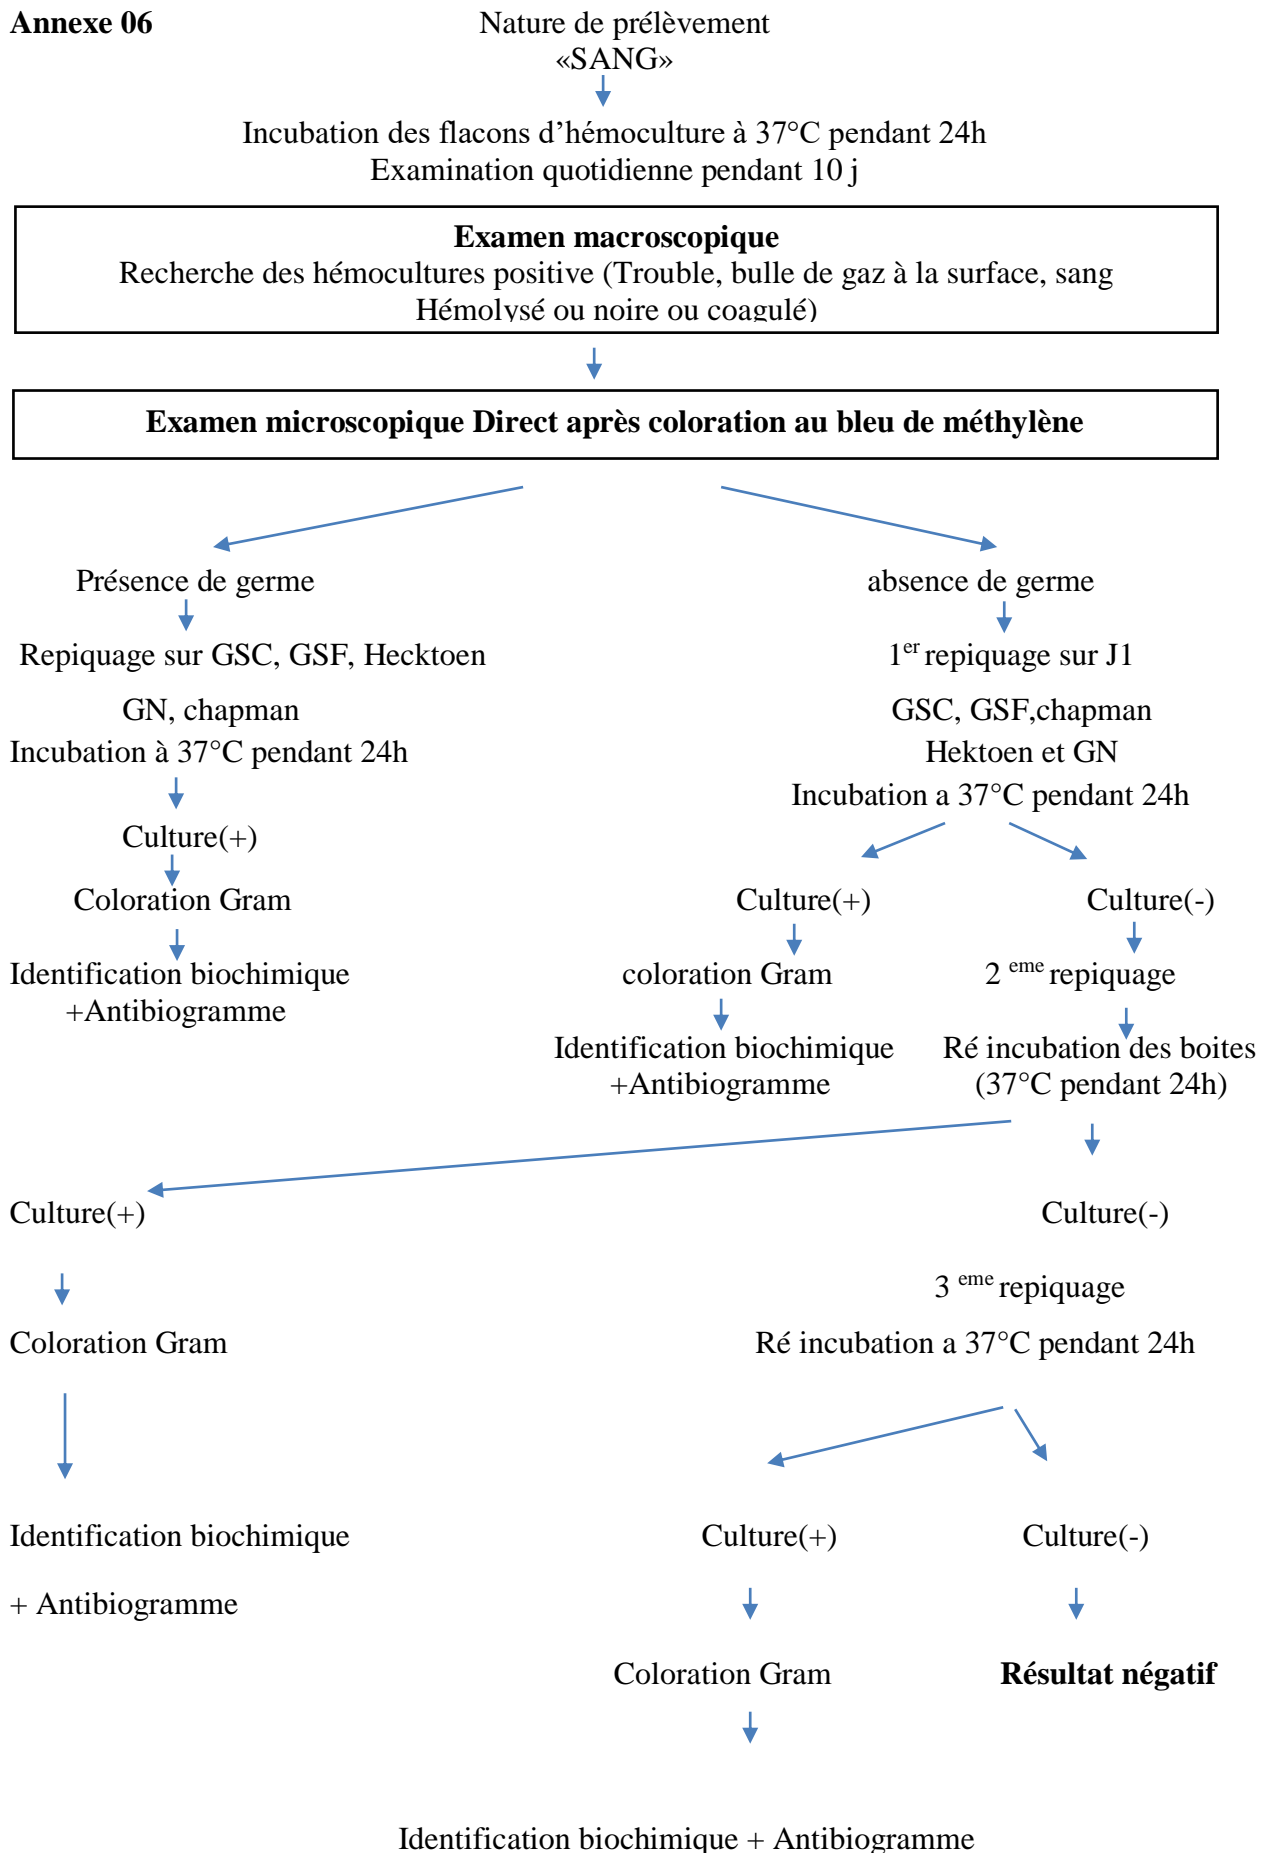 Annexe 06
Nature de prélèvement
«SANG»
Incubation des flacons d’hémoculture à 37°C pendant 24h
Examination quotidienne pendant 10 j
Examen macroscopique
Recherche des hémocultures positive (Trouble, bulle de gaz à la surface, sang
Hémolysé ou noire ou coagulé)
Examen microscopique Direct après coloration au bleu de méthylène
Présence de germe
absence de germe
Repiquage sur GSC, GSF, Hecktoen
1er repiquage sur J1
GN, chapman
GSC, GSF,chapman
Incubation à 37°C pendant 24h
Hektoen et GN
Incubation a 37°C pendant 24h
Culture(+)
Coloration Gram
Culture(+)
Culture(-)
Identification biochimique
+Antibiogramme
coloration Gram
2 eme repiquage
Identification biochimique
+Antibiogramme
Ré incubation des boites
(37°C pendant 24h)
Culture(+)
Culture(-)
3 eme repiquage
Coloration Gram
Ré incubation a 37°C pendant 24h
Identification biochimique
+ Antibiogramme
Culture(+)
Culture(-)
Coloration Gram
Résultat négatif
Identification biochimique + Antibiogramme